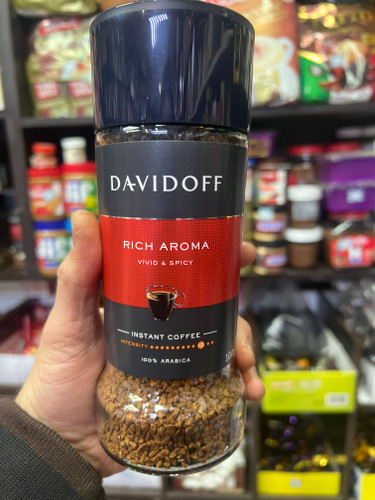 DAVIDOFF
RICH AROMA
VIVID & SPICY
INSTANT COFFEE
INTENSITY
100% ARABICA